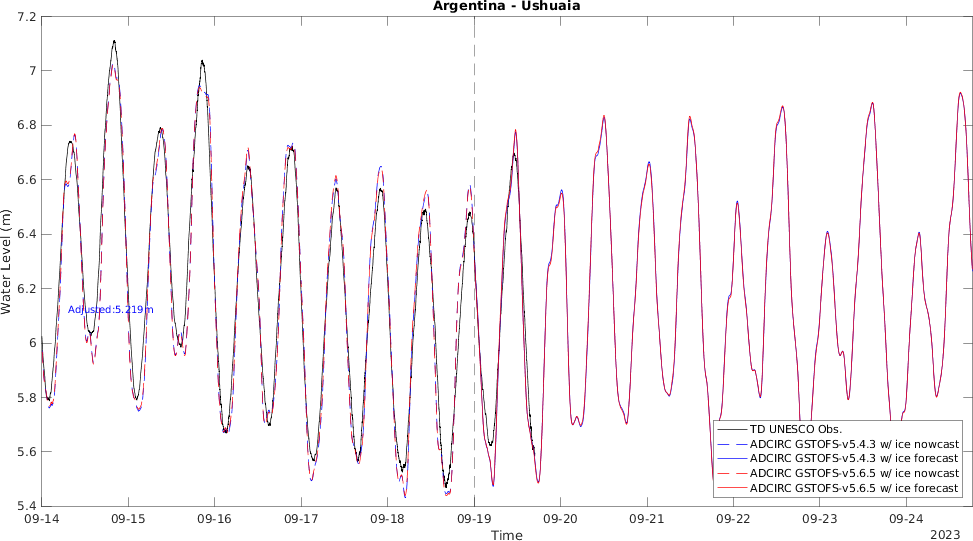 Argentina - Ushuaia
7.2
7
6.8
6.6
6.4
6.2
6
5.8
5.6
5.4
Water Level (m)
Adjusted:5.219m
TD UNESCO Obs.
ADCIRC GSTOFS-v5.4.3 w/ ice nowcast
ADCIRC GSTOFS-v5.4.3 w/ ice forecast
ADCIRC GSTOFS-v5.6.5 w/ ice nowcast
ADCIRC GSTOFS-v5.6.5 w/ ice forecast
09-14 09-15 09-16 09-17 09-18 09-19 09-20 09-21 09-22 09-23 09-24
Time
2023